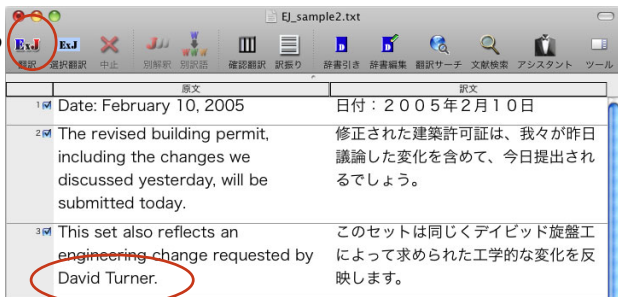 EJ_sample2.txt
ExJ ExJ
翻訳 選択翻訳 中止 別解釈 別訳語 確認翻訳 訳振り 辞書引き 辞書編集 翻訳サーチ 文献検索 アシスタント ツール
原文 訳文
1 Date: February 10, 2005
日付：２００５年２月１０日
2 The revised building permit,
including the changes we
discussed yesterday, will be
submitted today.
修正された建築許可証は、我々が昨日
議論した変化を含めて、今日提出され
るでしょう。
3 This set also reflects an
engineering change requested by
David Turner.
このセットは同じくデイビッド旋盤工
によって求められた工学的な変化を反
映します。